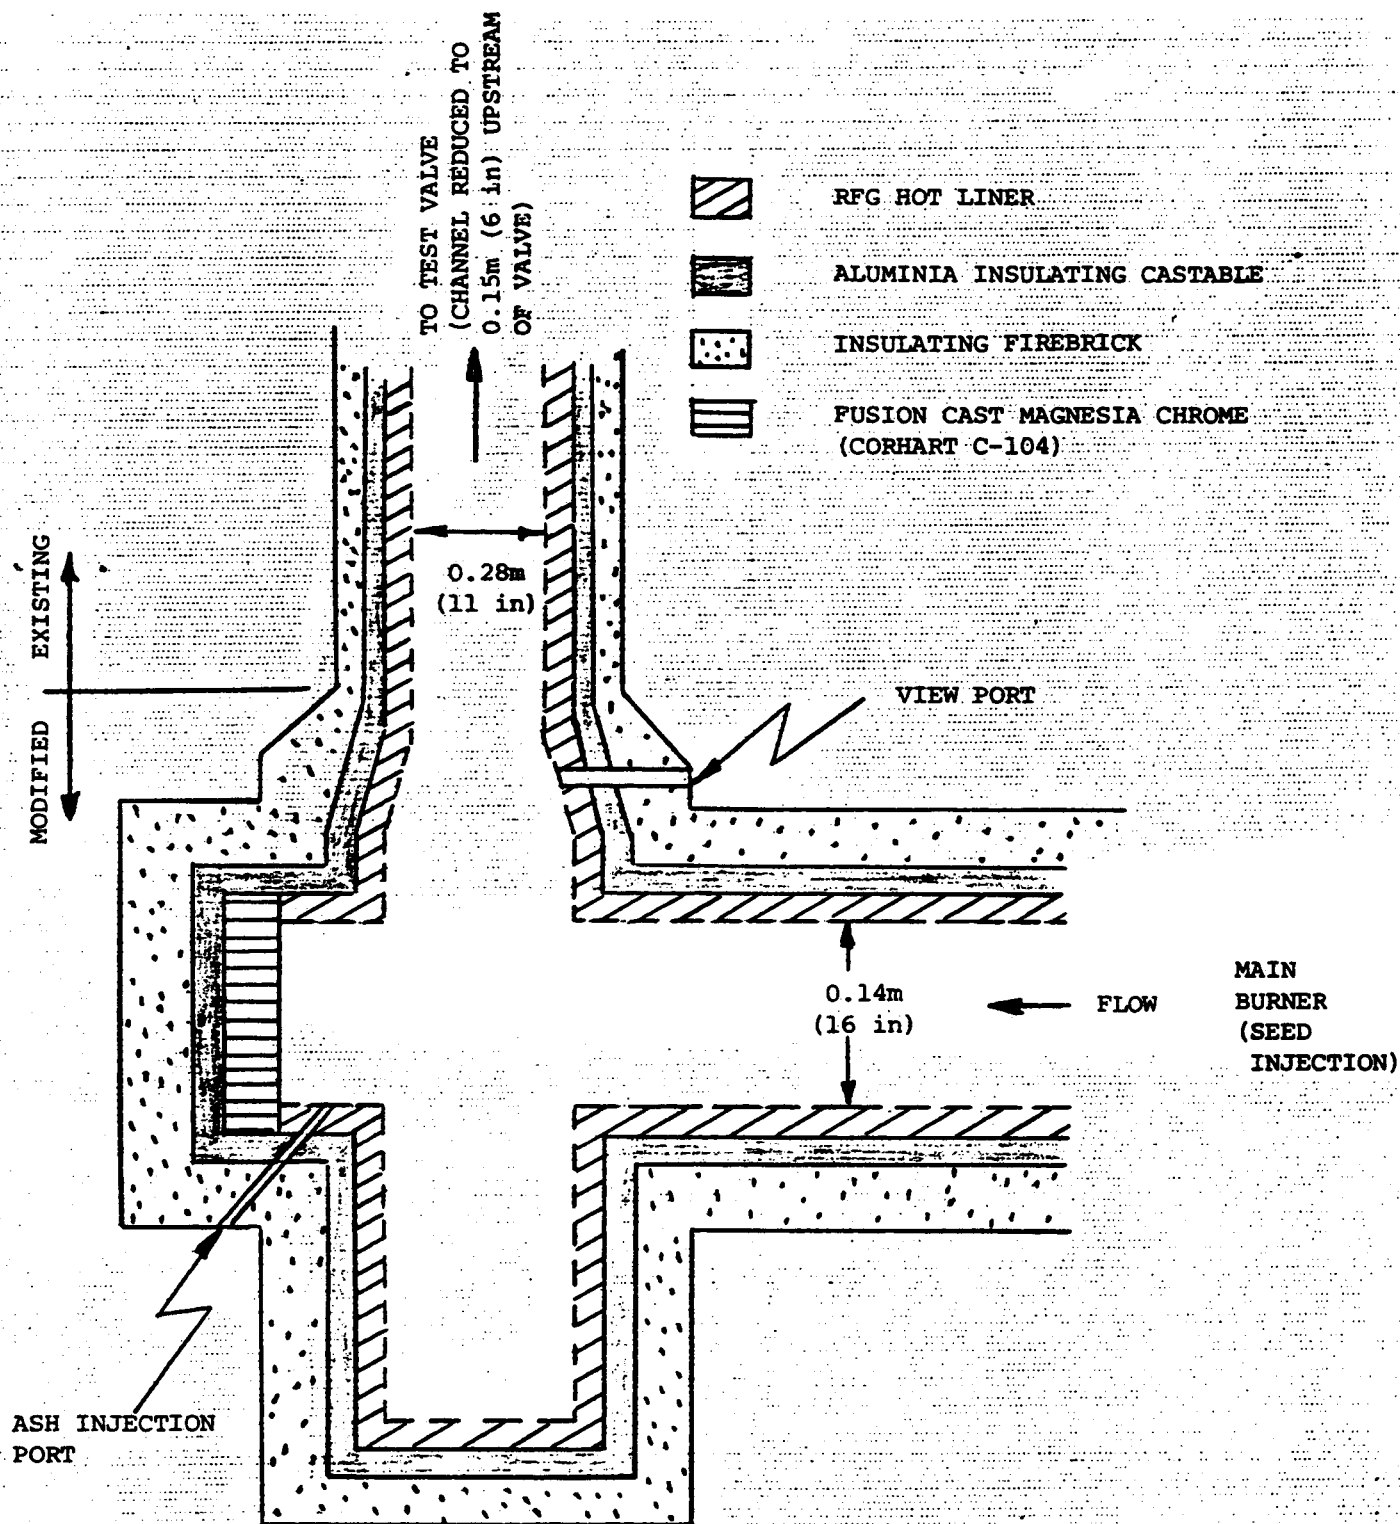 TO TEST VALVE
(CHANNEL REDUCED TO
0.15m (6 in) UPSTREAM
OF VALVE)
RFG HOT LINER
ALUMINIA INSULATING CASTABLE
INSULATING FIREBRICK
FUSION CAST MAGNESIA CHROME
(CORHART C-104)
EXISTING
MODIFIED
0.28m
(11 in)
VIEW PORT
0.14m
(16 in)
FLOW
MAIN
BURNER
(SEED
INJECTION)
ASH INJECTION
PORT